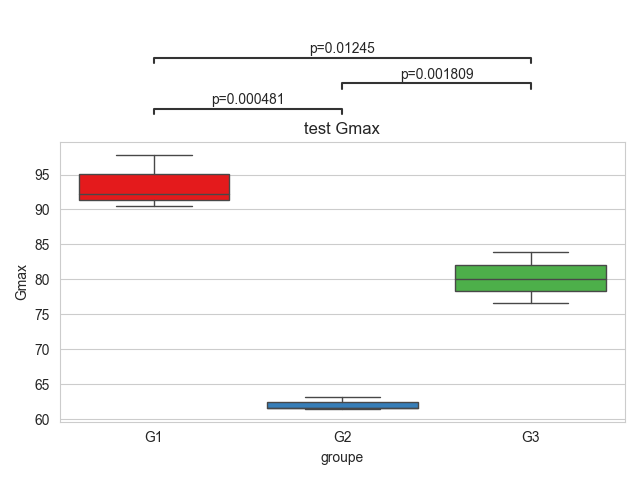 p=0.01245
p=0.001809
p=0.000481
test Gmax
95
90
85
80
75
70
65
60
Gmax
G1 G2 G3
groupe